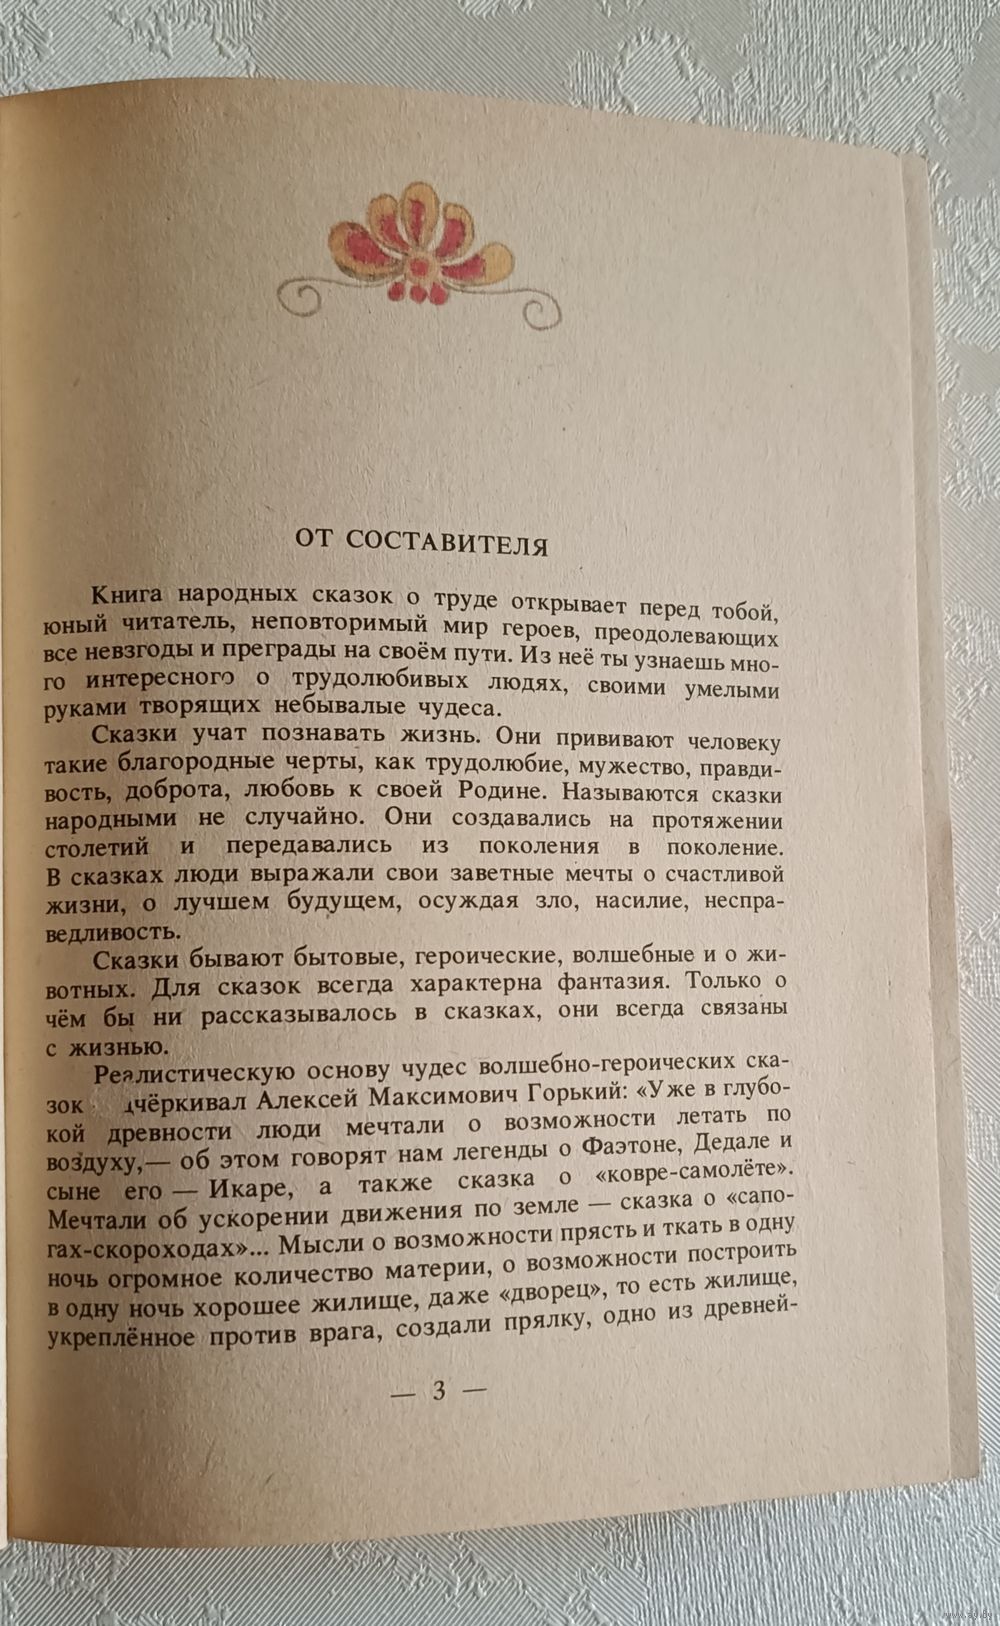 ОТ СОСТАВИТЕЛЯ
Книга народных сказок о труде открывает перед тобой,
юный читатель, неповторимый мир героев, преодолевающих
все невзгоды и преграды на своём пути. Из неё ты узнаешь мно-
го интересного о трудолюбивых людях, своими умелыми
руками творящих небывалые чудеса.
Сказки учат познавать жизнь. Они прививают человеку
такие благородные черты, как трудолюбие, мужество, правди-
вость, доброта, любовь к своей Родине. Называются сказки
народными не случайно. Они создавались на протяжении
столетий и передавались из поколения в поколение.
В сказках люди выражали свои заветные мечты о счастливой
жизни, о лучшем будущем, осуждая зло, насилие, неспра-
ведливость.
Сказки бывают бытовые, героические, волшебные и о жи-
вотных. Для сказок всегда характерна фантазия. Только о
чём бы ни рассказывалось в сказках, они всегда связаны
с жизнью.
Реалистическую основу чудес волшебно-героических ска-
зок дчёркивал Алексей Максимович Горький: «Уже в глубо-
кой древности люди мечтали о возможности летать по
воздуху,— об этом говорят нам легенды о Фаэтоне, Дедале и
сыне его — Икаре, а также сказка о «ковре-самолёте».
Мечтали об ускорении движения по земле — сказка о «сапо-
гах-скороходах»... Мысли о возможности прясть и ткать в одну
ночь огромное количество материи, о возможности построить
в одну ночь хорошее жилище, даже «дворец», то есть жилище,
укреплённое против врага, создали прялку, одно из древней-
— 3 —
www.ay.by